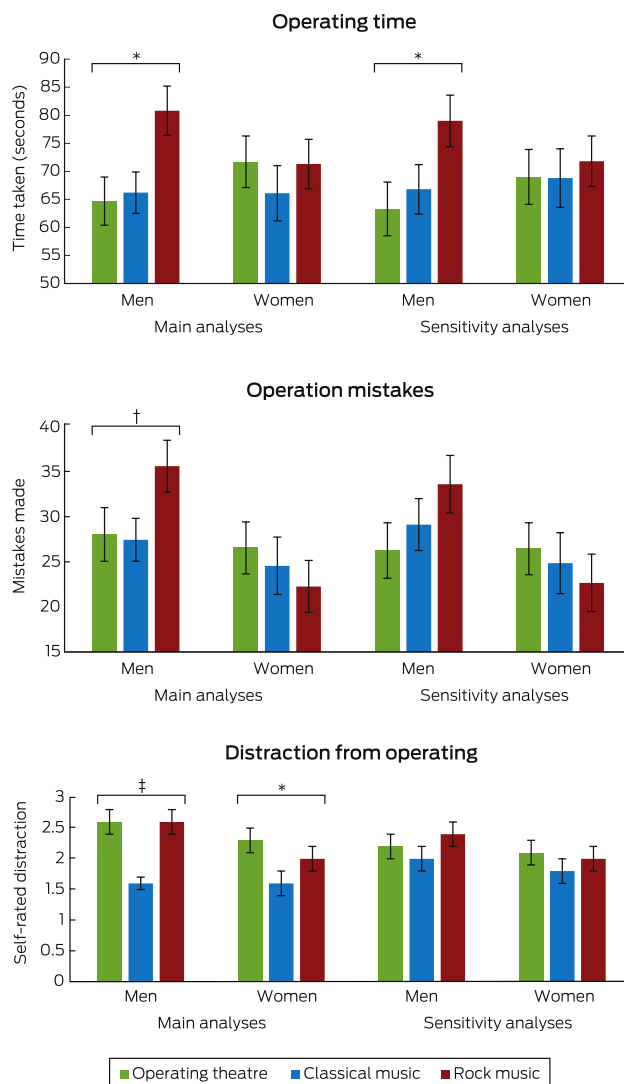 Operating time
Time taken (seconds)
90
85
80
75
70
65
60
55
50
*
*
Men
Women
Men
Women
Main analyses
Sensitivity analyses
Operation mistakes
Mistakes made
40
35
30
25
20
15
†
Men
Women
Men
Women
Main analyses
Sensitivity analyses
Distraction from operating
Self-rated distraction
3
2.5
2
1.5
1
0.5
0
‡
*
Men
Women
Men
Women
Main analyses
Sensitivity analyses
Operating theatre Classical music Rock music